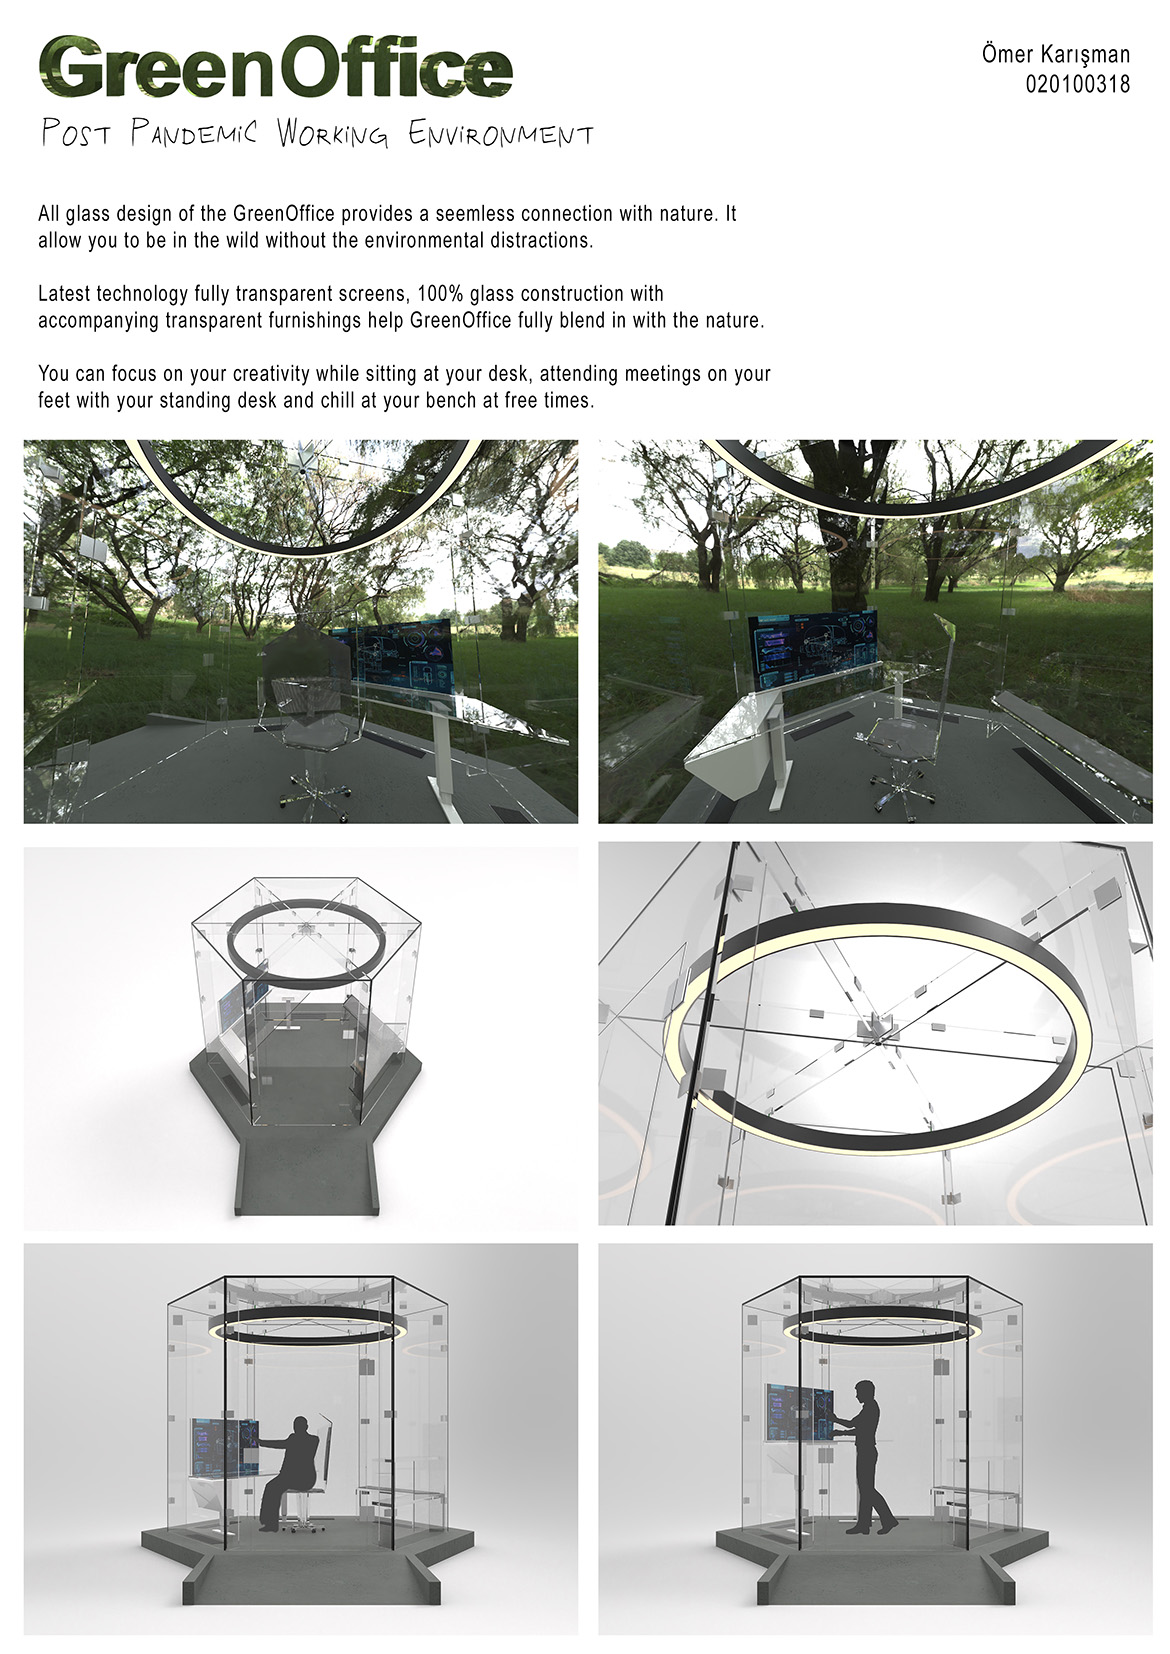 GreenOffice
Ömer Karışman
020100318
Post Pandemic Working Environment
All glass design of the GreenOffice provides a seemless connection with nature. It
allow you to be in the wild without the environmental distractions.
Latest technology fully transparent screens, 100% glass construction with
accompanying transparent furnishings help GreenOffice fully blend in with the nature.
You can focus on your creativity while sitting at your desk, attending meetings on your
feet with your standing desk and chill at your bench at free times.